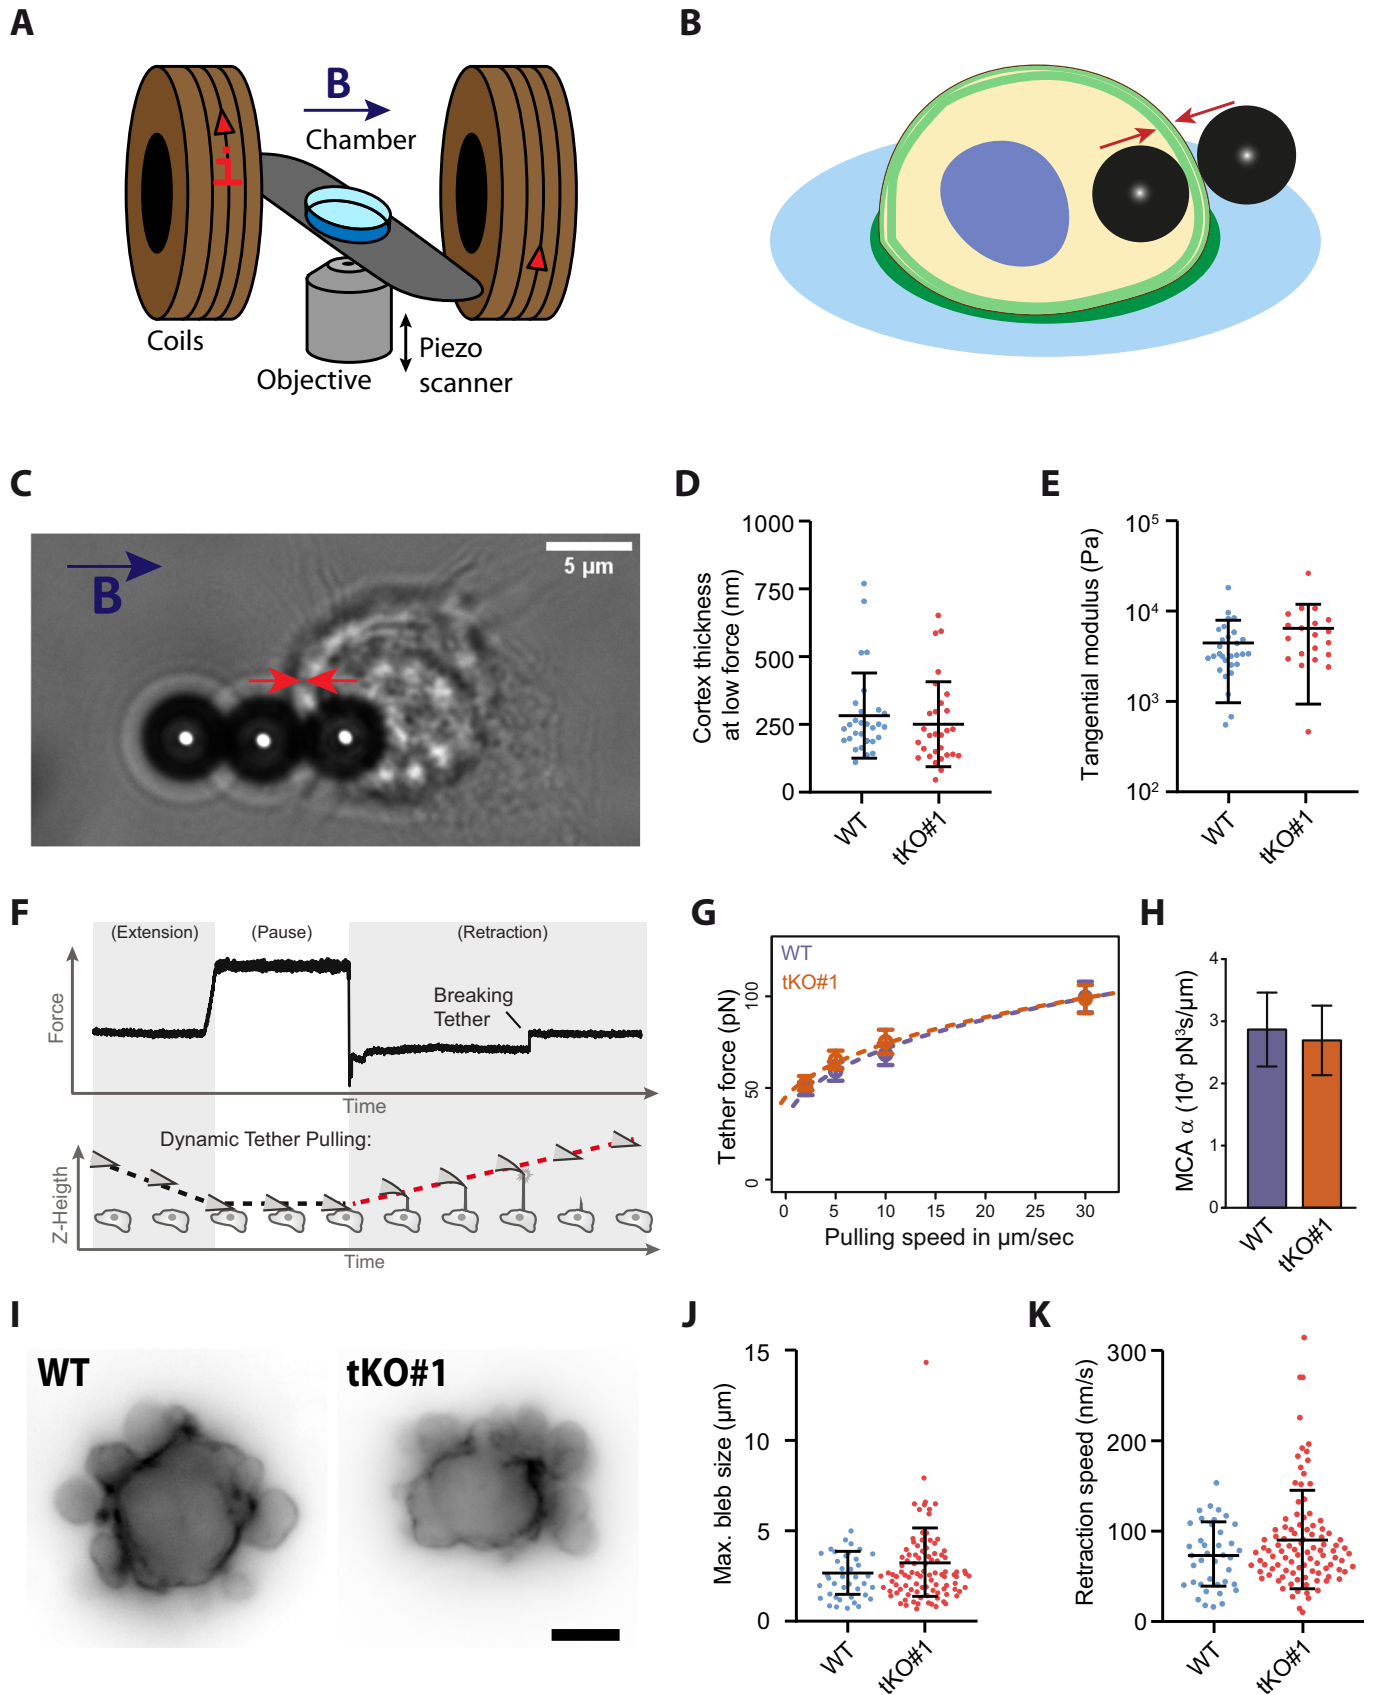 A
B
Chamber
i
Coils
Objective
Piezo
scanner
B
C
B
5 µm
D
Cortex thickness
at low force (nm)
1000
750
500
250
0
WT
tKO#1
E
Tangential modulus (Pa)
10⁵
10⁴
10³
10²
WT
tKO#1
F
(Extension)
(Pause)
(Retraction)
Force
Breaking
Tether
Time
Dynamic Tether Pulling:
Z-Heigth
Time
G
WT
tKO#1
Tether force (pN)
100
50
0
0 5 10 15 20 25 30
Pulling speed in µm/sec
H
MCA α (10⁴ pN³s/µm)
4
3
2
1
0
WT
tKO#1
I
WT
tKO#1
J
Max. bleb size (µm)
15
10
5
0
WT
tKO#1
K
Retraction speed (nm/s)
300
200
100
0
WT
tKO#1